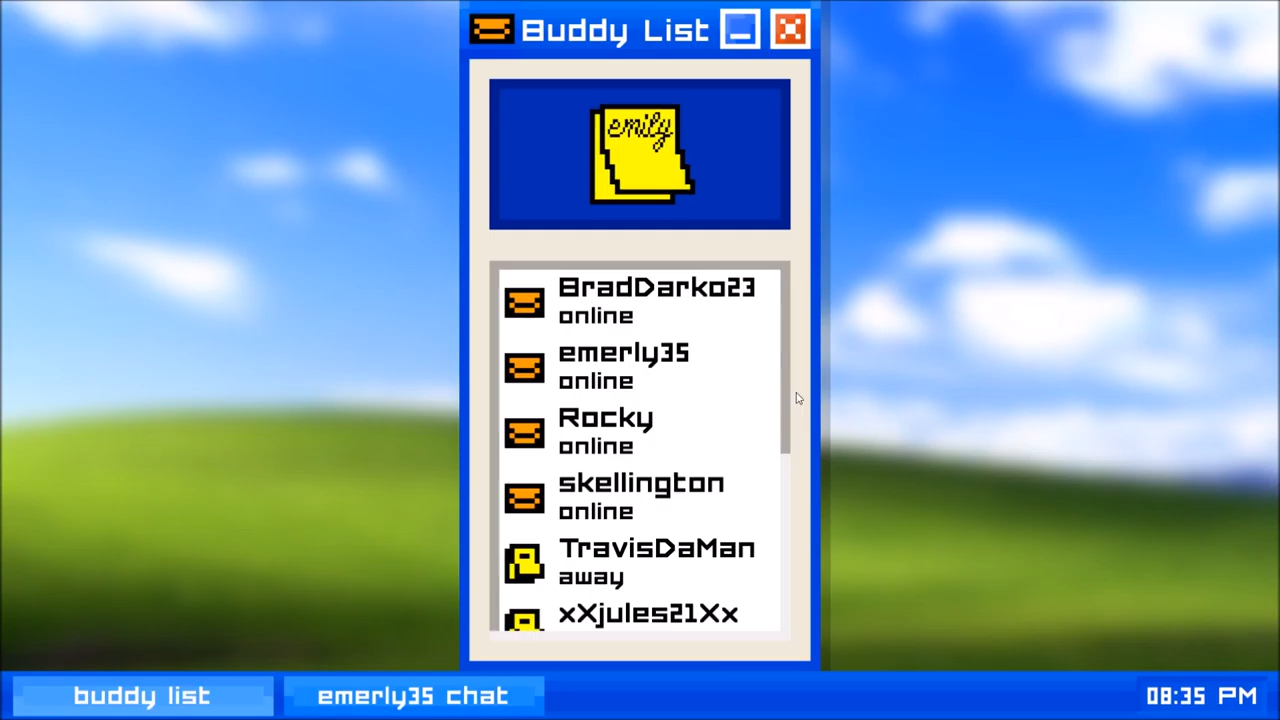 Buddy List
emily
BradDarko23
online
emerly35
online
Rocky
online
skellington
online
TravisDaMan
away
xXjules21Xx
buddy list
emerly35 chat
08:35 PM